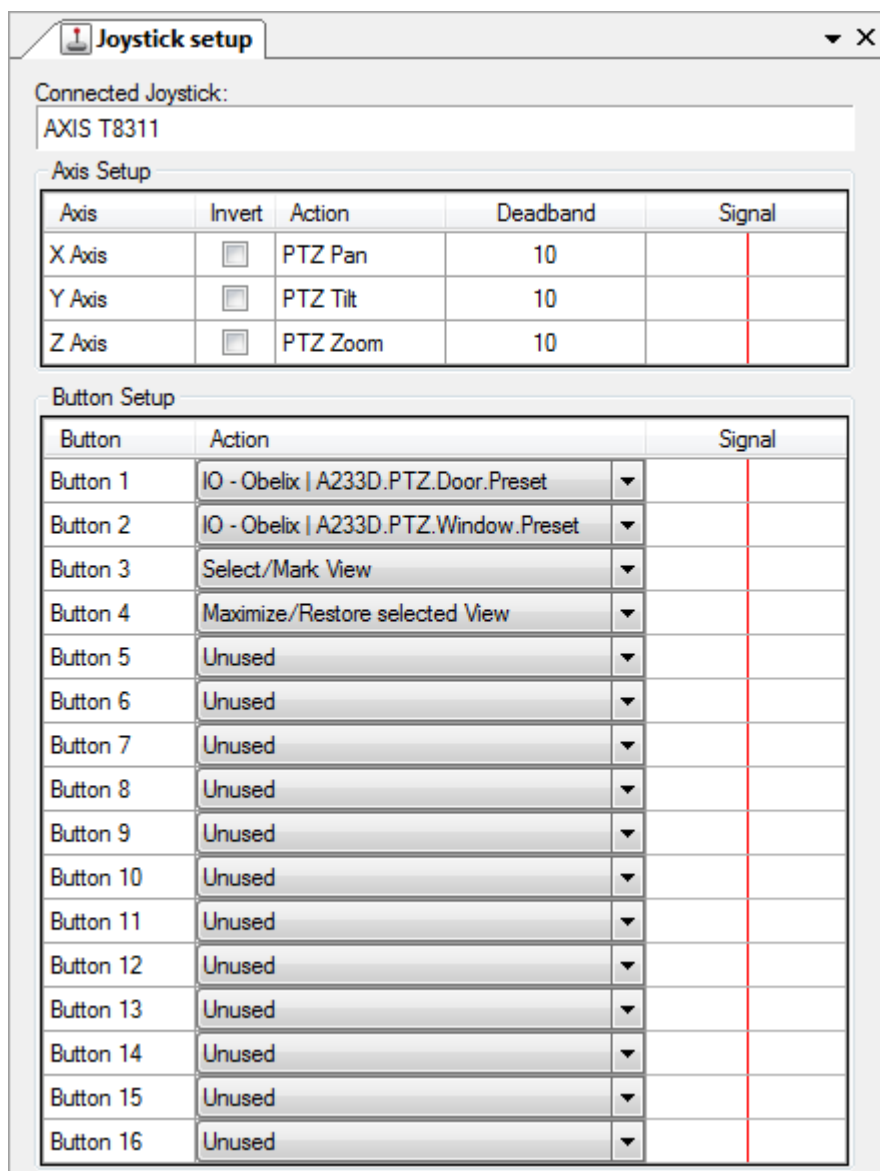 Joystick setup
Connected Joystick:
AXIS T8311
Axis Setup
Axis Invert Action Deadband Signal
X Axis PTZ Pan 10
Y Axis PTZ Tilt 10
Z Axis PTZ Zoom 10
Button Setup
Button Action Signal
Button 1 IO - Obelix | A233D.PTZ.Door.Preset
Button 2 IO - Obelix | A233D.PTZ.Window.Preset
Button 3 Select/Mark View
Button 4 Maximize/Restore selected View
Button 5 Unused
Button 6 Unused
Button 7 Unused
Button 8 Unused
Button 9 Unused
Button 10 Unused
Button 11 Unused
Button 12 Unused
Button 13 Unused
Button 14 Unused
Button 15 Unused
Button 16 Unused